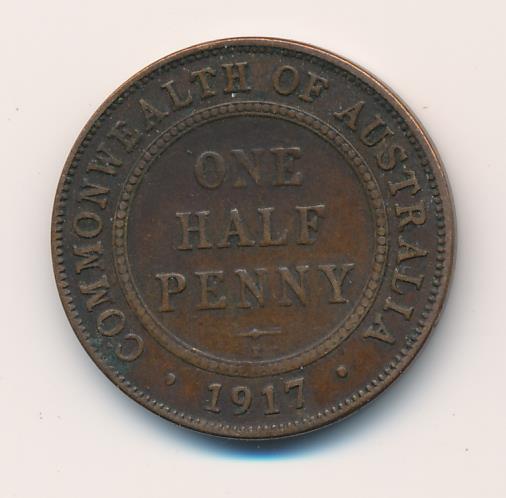 COMMONWEALTH OF AUSTRALIA
ONE
HALF
PENNY
· 1917 ·